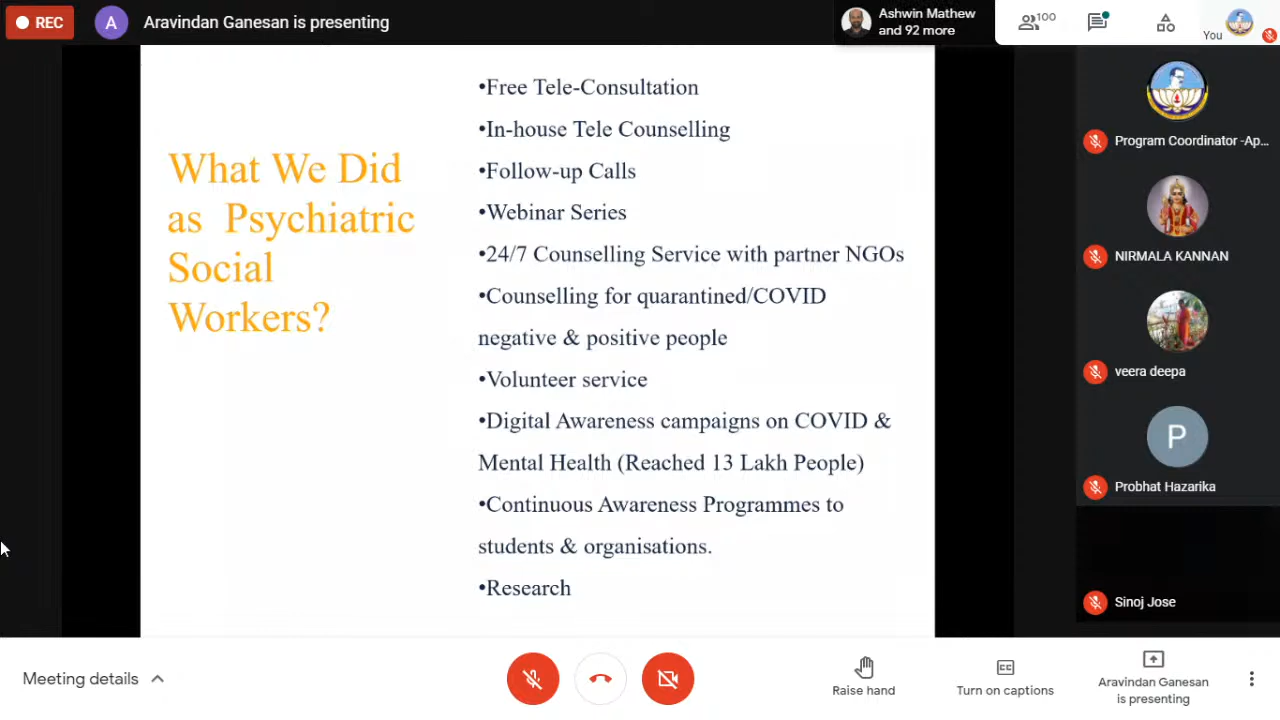 REC
A
Aravindan Ganesan is presenting
Ashwin Mathew
and 92 more
100
You
What We Did
as Psychiatric
Social
Workers?
•Free Tele-Consultation
•In-house Tele Counselling
•Follow-up Calls
•Webinar Series
•24/7 Counselling Service with partner NGOs
•Counselling for quarantined/COVID
negative & positive people
•Volunteer service
•Digital Awareness campaigns on COVID &
Mental Health (Reached 13 Lakh People)
•Continuous Awareness Programmes to
students & organisations.
•Research
Program Coordinator -Ap...
NIRMALA KANNAN
veera deepa
P
Probhat Hazarika
Sinoj Jose
Meeting details
Raise hand
CC
Turn on captions
Aravindan Ganesan
is presenting